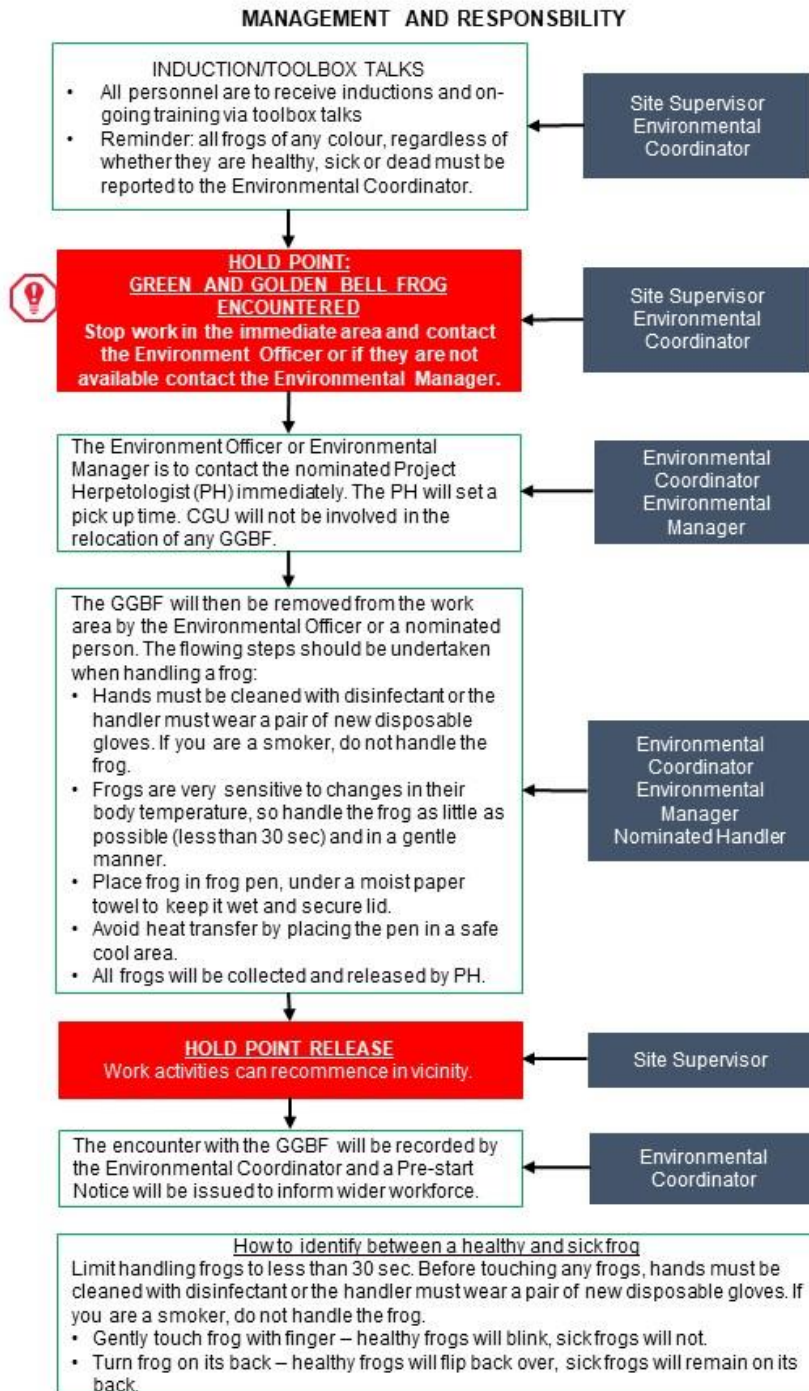 MANAGEMENT AND RESPONSBILITY
INDUCTION/TOOLBOX TALKS
• All personnel are to receive inductions and on-
going training via toolbox talks
• Reminder: all frogs of any colour, regardless of
whether they are healthy, sick or dead must be
reported to the Environmental Coordinator.
Site Supervisor
Environmental
Coordinator
HOLD POINT:
GREEN AND GOLDEN BELL FROG
ENCOUNTERED
Stop work in the immediate area and contact
the Environment Officer or if they are not
available contact the Environmental Manager.
Site Supervisor
Environmental
Coordinator
The Environment Officer or Environmental
Manager is to contact the nominated Project
Herpetologist (PH) immediately. The PH will set a
pick up time. CGU will not be involved in the
relocation of any GGBF.
Environmental
Coordinator
Environmental
Manager
The GGBF will then be removed from the work
area by the Environmental Officer or a nominated
person. The flowing steps should be undertaken
when handling a frog:
• Hands must be cleaned with disinfectant or the
handler must wear a pair of new disposable
gloves. If you are a smoker, do not handle the
frog.
• Frogs are very sensitive to changes in their
body temperature, so handle the frog as little as
possible (less than 30 sec) and in a gentle
manner.
• Place frog in frog pen, under a moist paper
towel to keep it wet and secure lid.
• Avoid heat transfer by placing the pen in a safe
cool area.
• All frogs will be collected and released by PH.
Environmental
Coordinator
Environmental
Manager
Nominated Handler
HOLD POINT RELEASE
Work activities can recommence in vicinity.
Site Supervisor
The encounter with the GGBF will be recorded by
the Environmental Coordinator and a Pre-start
Notice will be issued to inform wider workforce.
Environmental
Coordinator
How to identify between a healthy and sick frog
Limit handling frogs to less than 30 sec. Before touching any frogs, hands must be
cleaned with disinfectant or the handler must wear a pair of new disposable gloves. If
you are a smoker, do not handle the frog.
• Gently touch frog with finger – healthy frogs will blink, sick frogs will not.
• Turn frog on its back – healthy frogs will flip back over, sick frogs will remain on its
back.